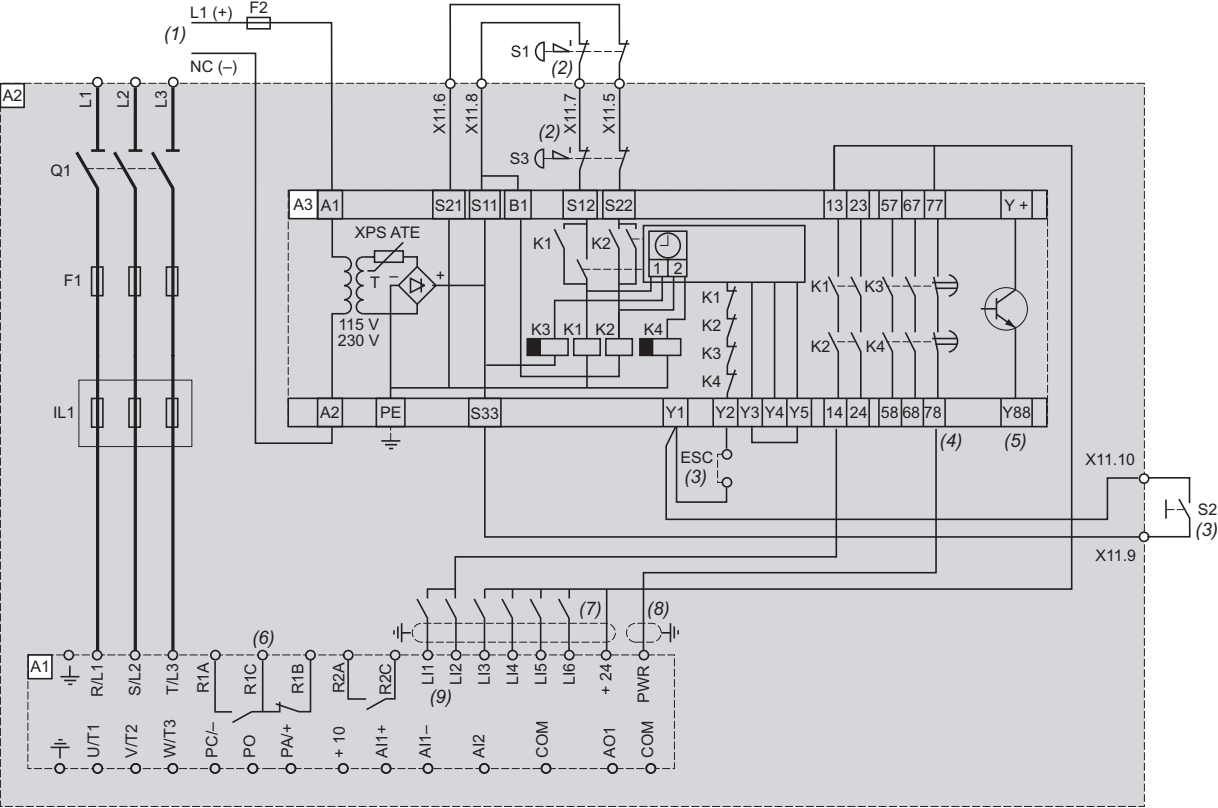 L1 (+) F2
(1)
NC (–)
S1
(2)
A2
L1 L2 L3
X11.6 X11.8 X11.7 X11.5
(2)
S3
Q1
A3 A1 S21 S11 B1 S12 S22 13 23 57 67 77 Y +
XPS ATE
K1 K2
1 2
T – +
F1
K1 K3
K1
K2
115 V
230 V
K3 K1 K2 K4
K2 K4
K3
K4
IL1
A2 PE S33 Y1 Y2 Y3 Y4 Y5 14 24 58 68 78 Y88
(4) (5)
ESC
(3)
X11.10
S2
(3)
X11.9
(7) (8)
(6)
A1
R/L1 S/L2 T/L3 R1A R1C R1B R2A R2C LI1 LI2 LI3 LI4 LI5 LI6 + 24 PWR
(9)
U/T1 V/T2 W/T3 PC/– PO PA/+ + 10 AI1+ AI1– AI2 COM AO1 COM